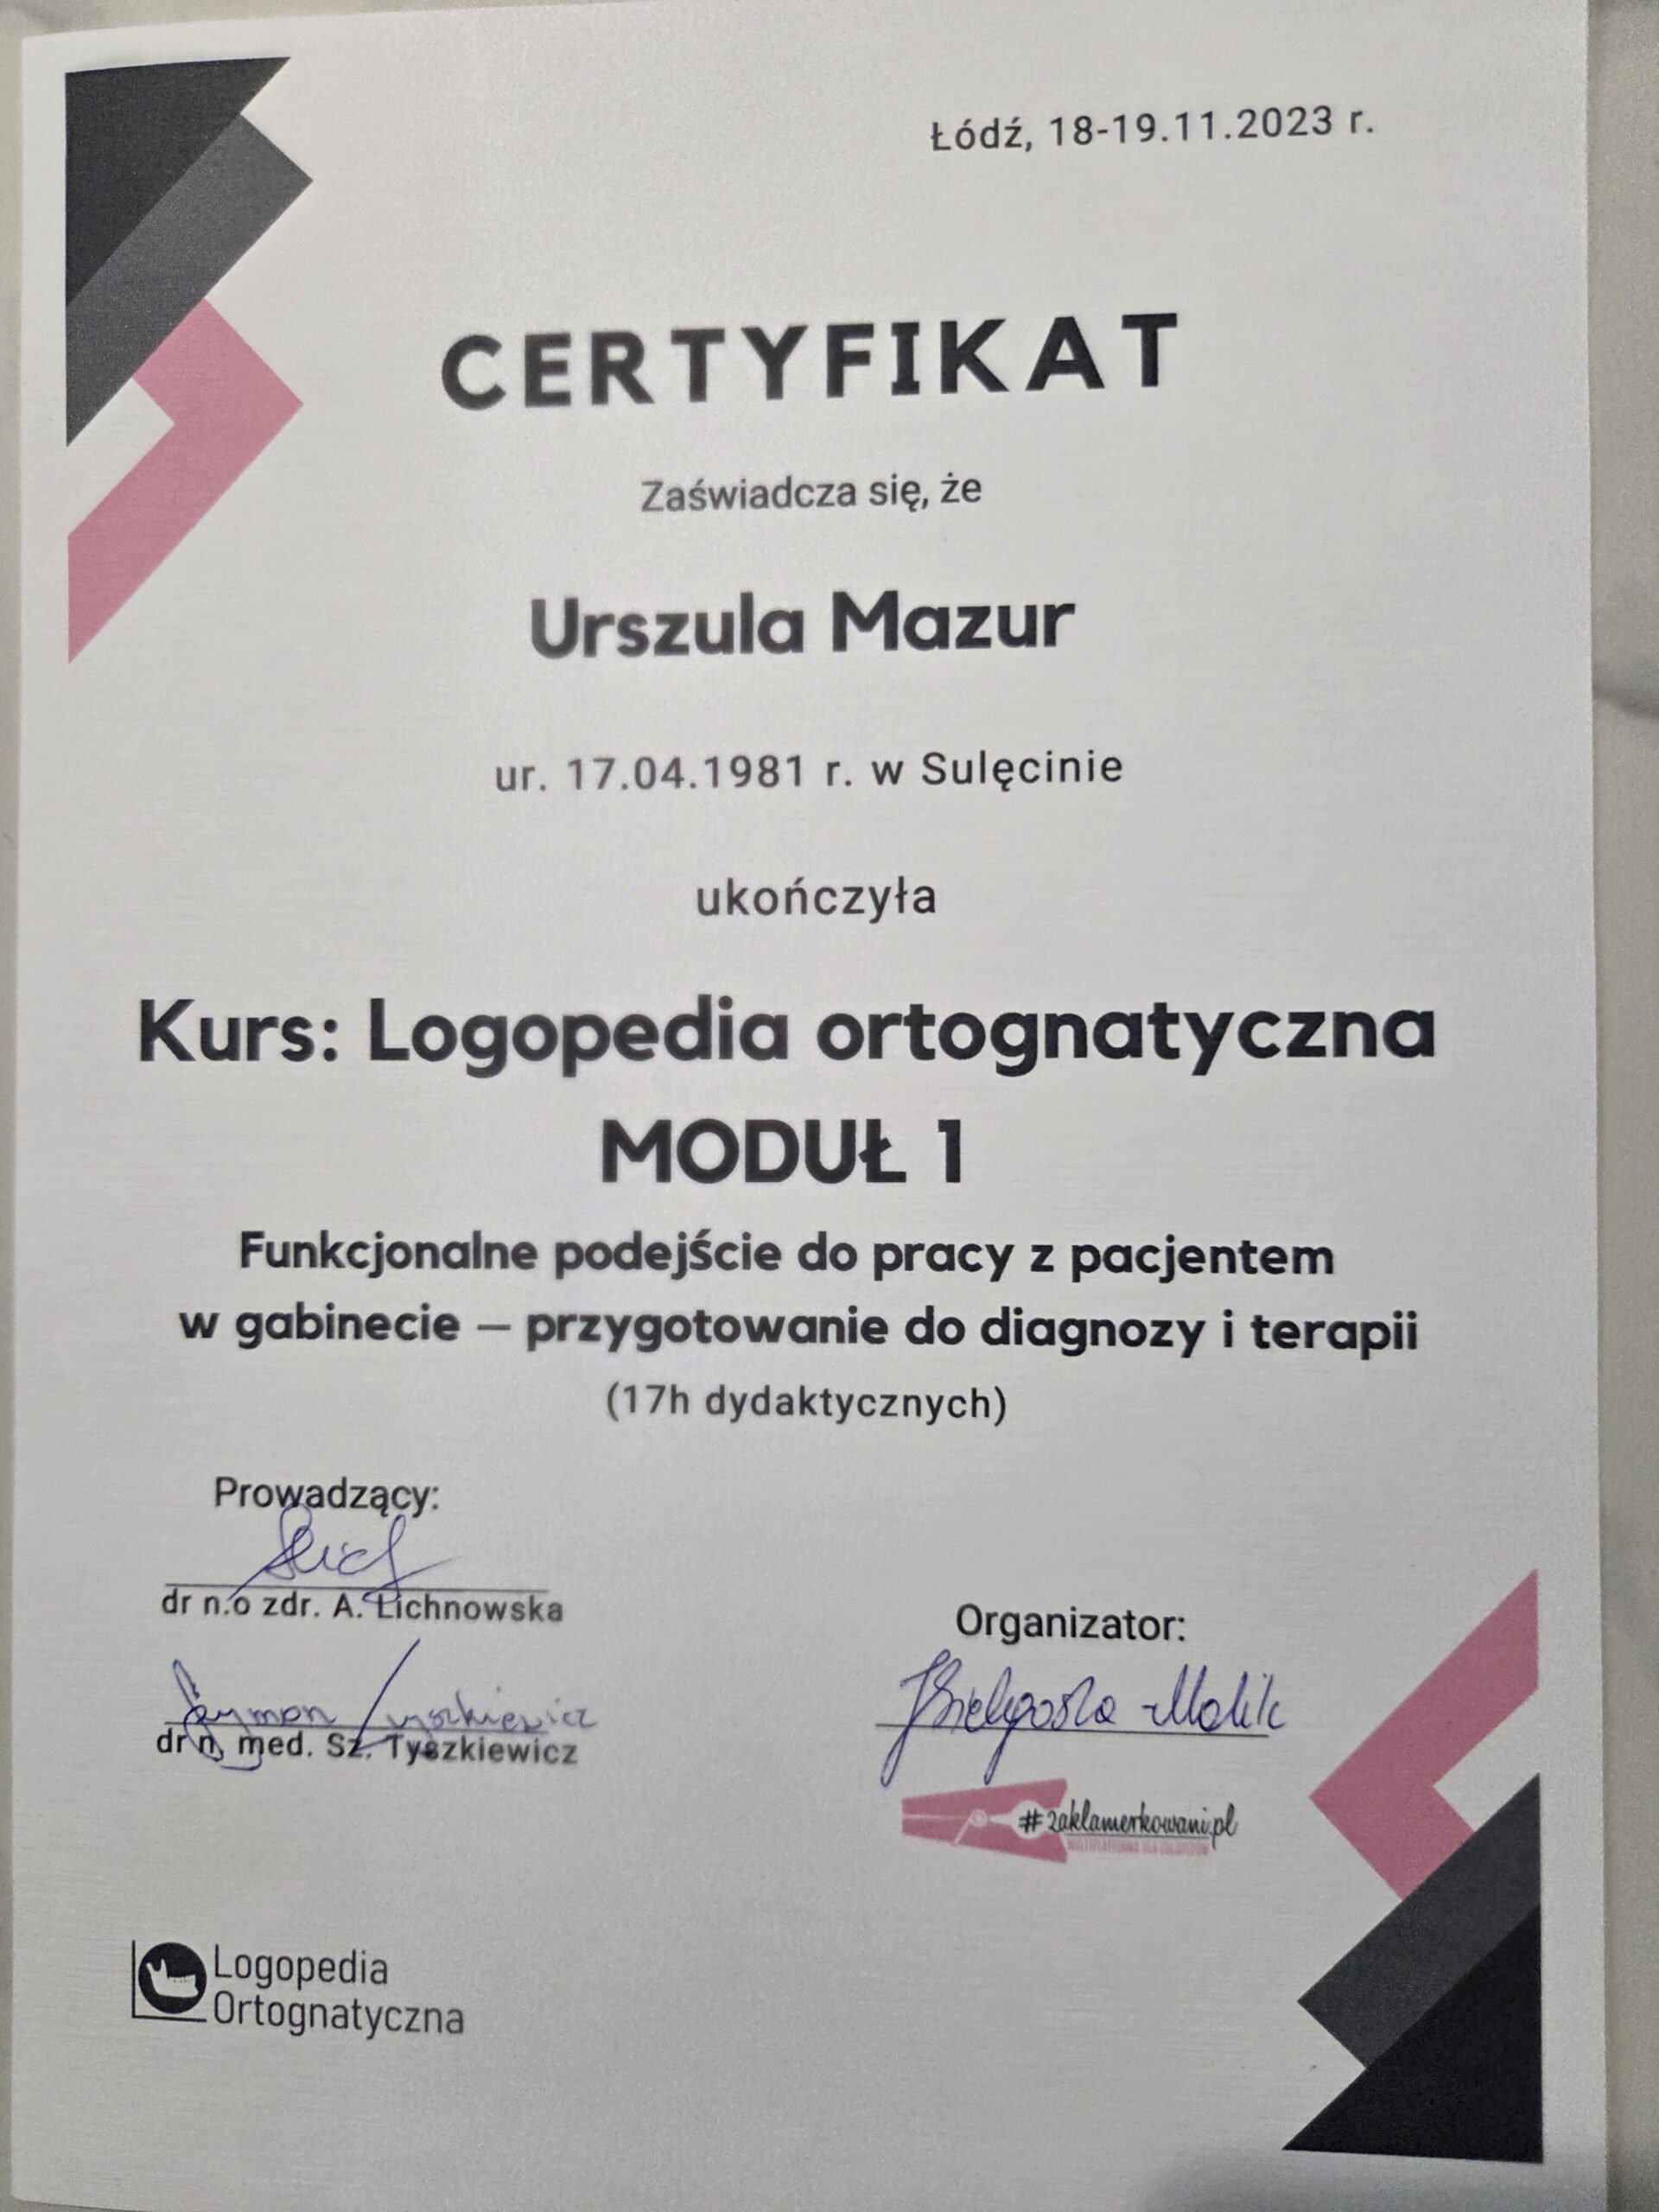 Łódź, 18-19.11.2023 r.
CERTYFIKAT
Zaświadcza się, że
Urszula Mazur
ur. 17.04.1981 r. w Sulęcinie
ukończyła
Kurs: Logopedia ortognatyczna
MODUŁ 1
Funkcjonalne podejście do pracy z pacjentem
w gabinecie – przygotowanie do diagnozy i terapii
(17h dydaktycznych)
Prowadzący:
dr n.o zdr. A. Lichnowska
Szymon Tyszkiewicz
dr n. med. Sz. Tyszkiewicz
Organizator:
#zaklamerkowani.pl
Logopedia
Ortognatyczna